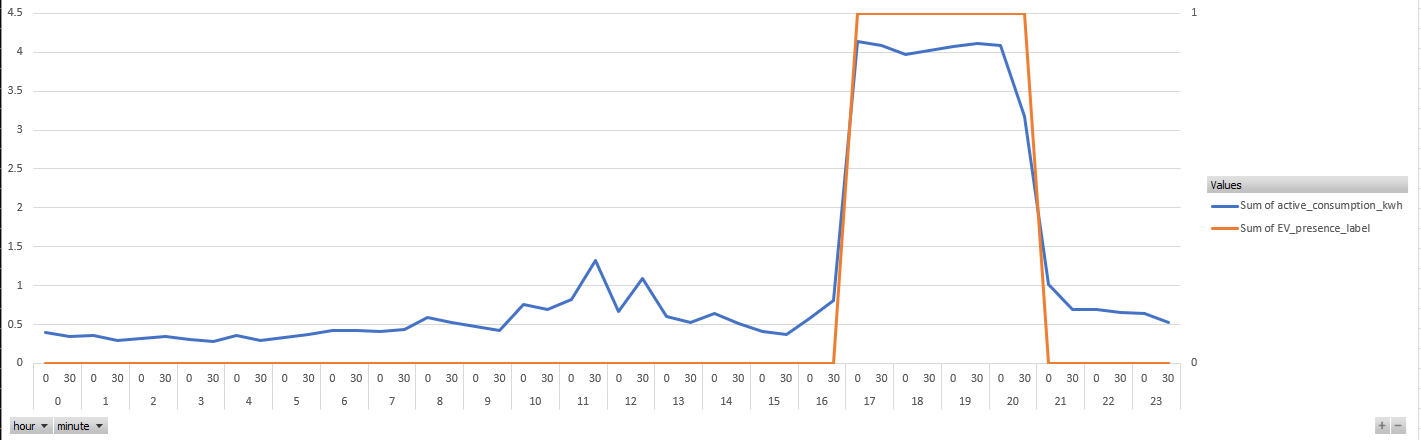 4.5
4
3.5
3
2.5
2
1.5
1
0.5
0
1
0
0 30 0 30 0 30 0 30 0 30 0 30 0 30 0 30 0 30 0 30 0 30 0 30 0 30 0 30 0 30 0 30 0 30 0 30 0 30 0 30 0 30 0 30 0 30 0 30
0 1 2 3 4 5 6 7 8 9 10 11 12 13 14 15 16 17 18 19 20 21 22 23
Values
Sum of active_consumption_kwh
Sum of EV_presence_label
hour minute
+ −